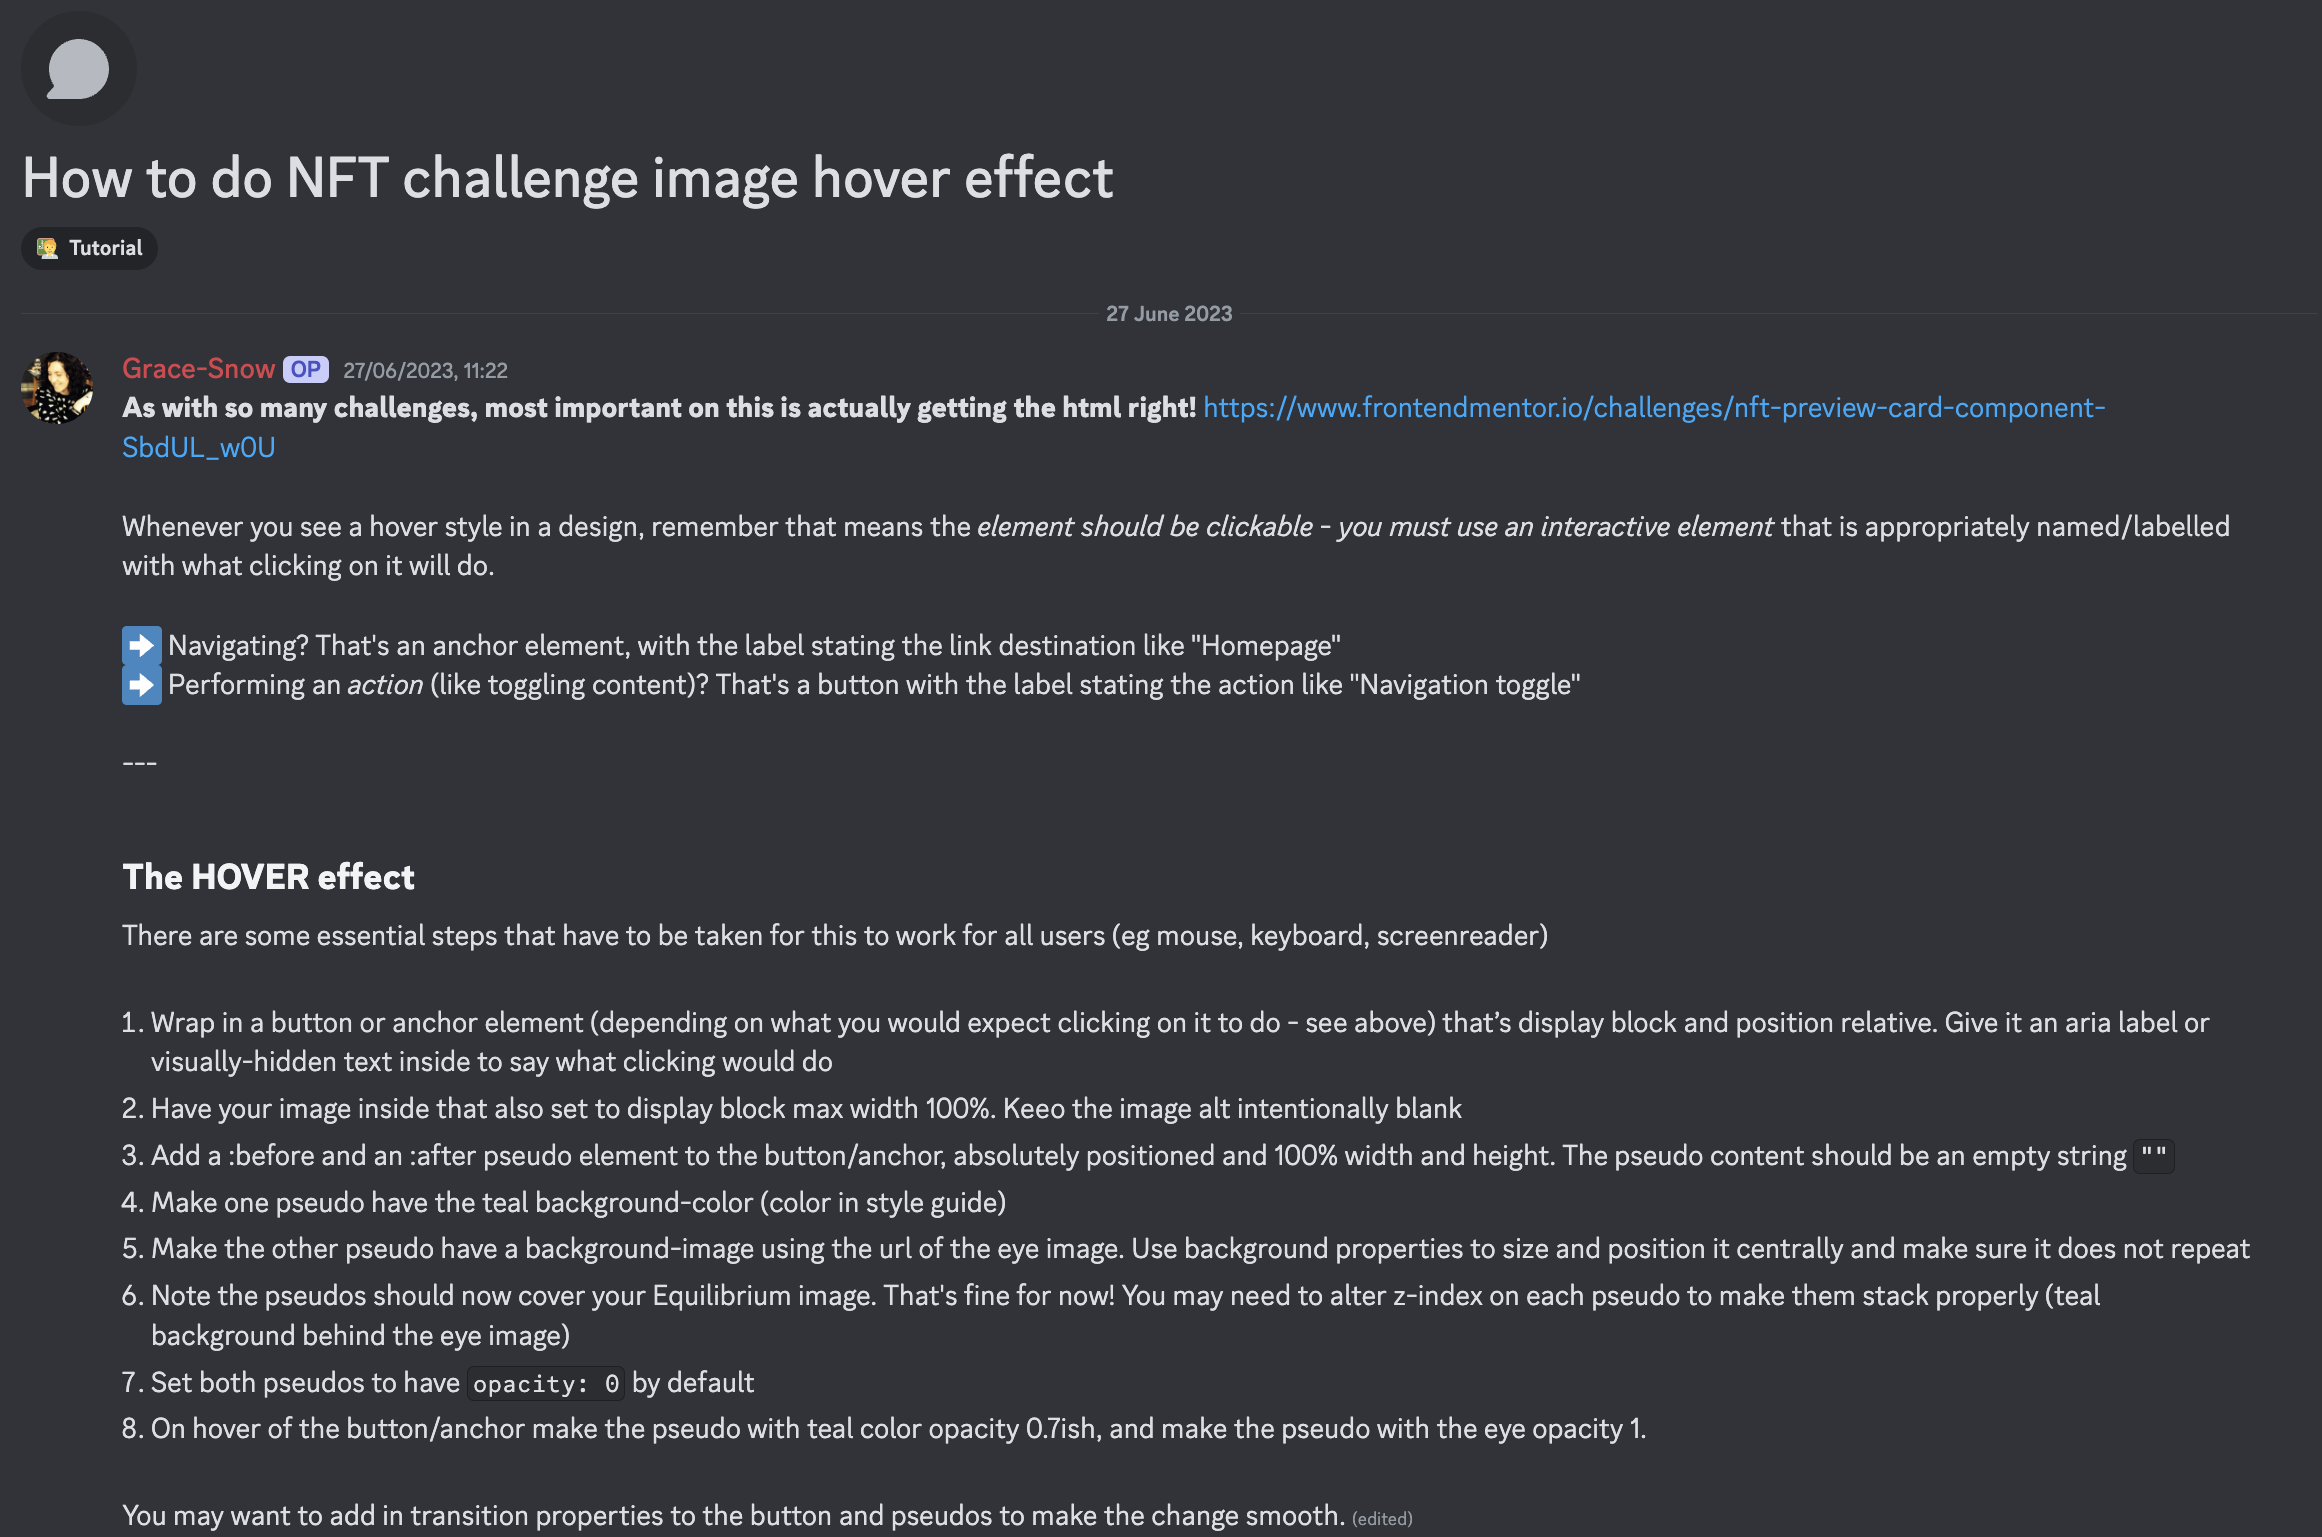 How to do NFT challenge image hover effect
Tutorial
27 June 2023
Grace-Snow OP 27/06/2023, 11:22
As with so many challenges, most important on this is actually getting the html right! https://www.frontendmentor.io/challenges/nft-preview-card-component-
SbdUL_w0U
Whenever you see a hover style in a design, remember that means the element should be clickable - you must use an interactive element that is appropriately named/labelled
with what clicking on it will do.
➡ Navigating? That's an anchor element, with the label stating the link destination like "Homepage"
➡ Performing an action (like toggling content)? That's a button with the label stating the action like "Navigation toggle"
---
The HOVER effect
There are some essential steps that have to be taken for this to work for all users (eg mouse, keyboard, screenreader)
1. Wrap in a button or anchor element (depending on what you would expect clicking on it to do - see above) that’s display block and position relative. Give it an aria label or
visually-hidden text inside to say what clicking would do
2. Have your image inside that also set to display block max width 100%. Keeo the image alt intentionally blank
3. Add a :before and an :after pseudo element to the button/anchor, absolutely positioned and 100% width and height. The pseudo content should be an empty string ""
4. Make one pseudo have the teal background-color (color in style guide)
5. Make the other pseudo have a background-image using the url of the eye image. Use background properties to size and position it centrally and make sure it does not repeat
6. Note the pseudos should now cover your Equilibrium image. That's fine for now! You may need to alter z-index on each pseudo to make them stack properly (teal
background behind the eye image)
7. Set both pseudos to have opacity: 0 by default
8. On hover of the button/anchor make the pseudo with teal color opacity 0.7ish, and make the pseudo with the eye opacity 1.
You may want to add in transition properties to the button and pseudos to make the change smooth. (edited)